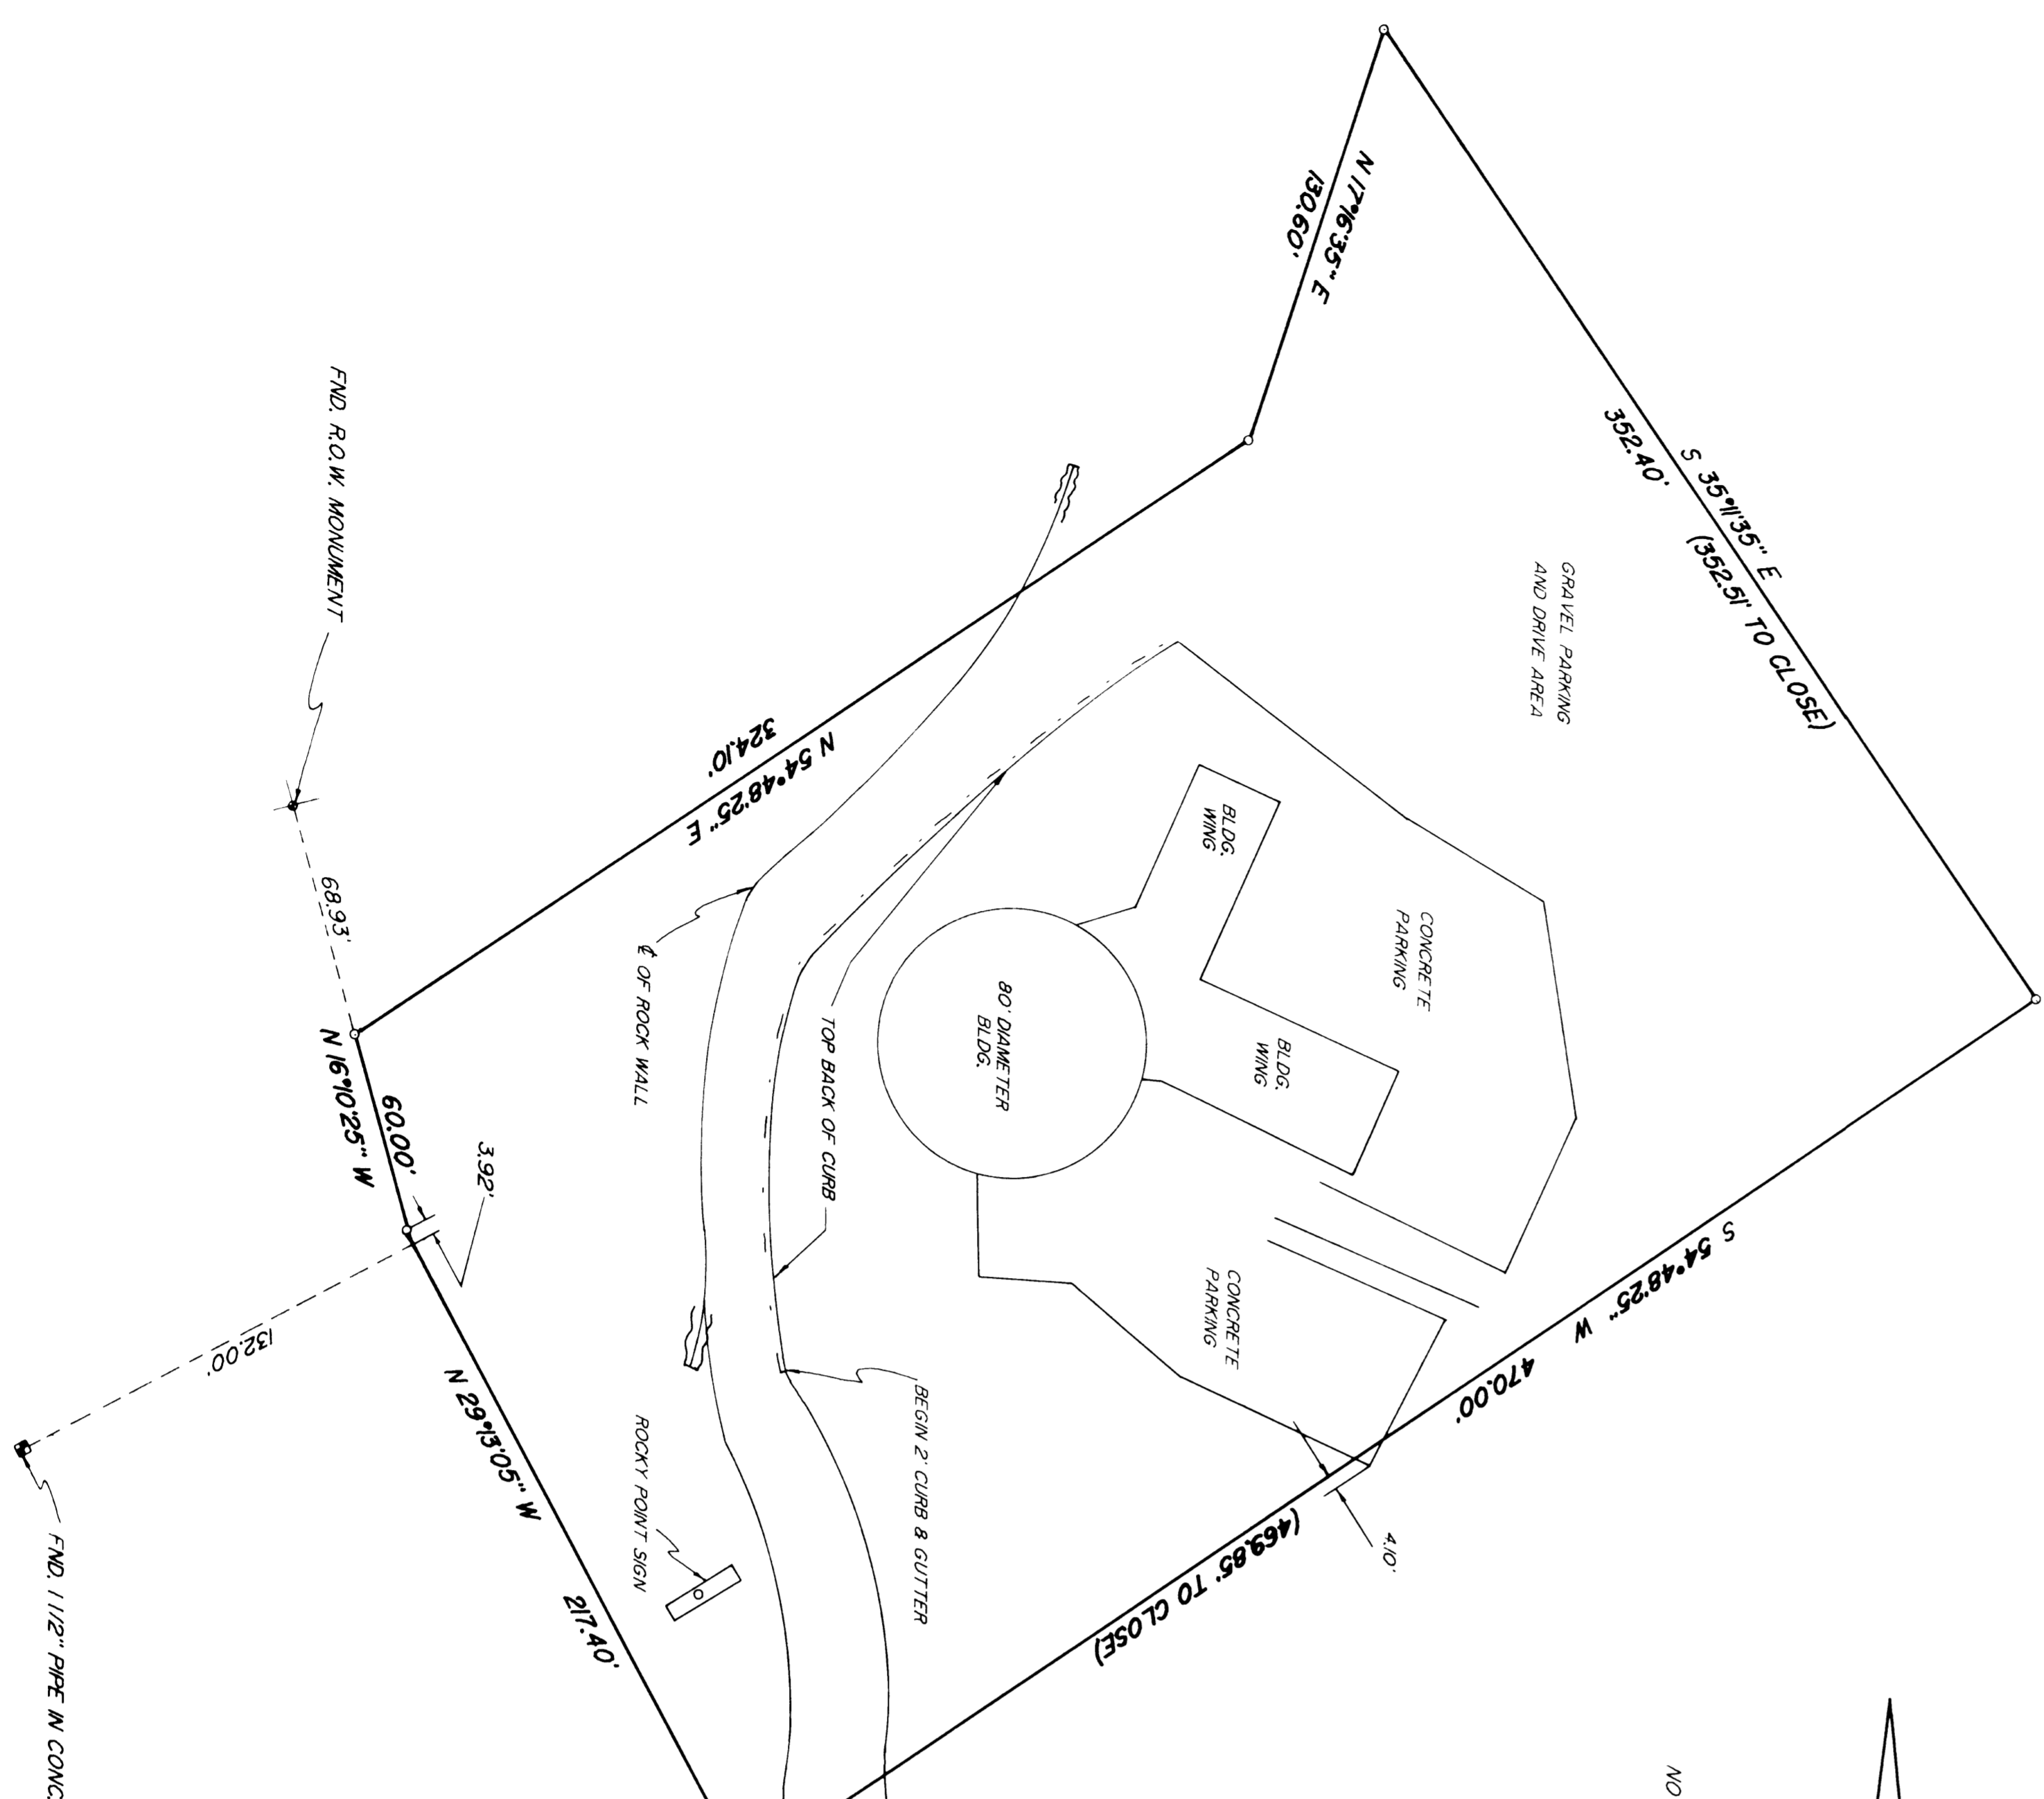 N 17°16'35" E
130.60'
S 35°11'35" E
352.40'
(352.51' TO CLOSE)
GRAVEL PARKING
AND DRIVE AREA
FND. R.O.W. MONUMENT
N 54°48'25" E
324.10'
68.93'
BLDG.
WING
CONCRETE
PARKING
¢ OF ROCK WALL
80' DIAMETER
BLDG.
BLDG.
WING
TOP BACK OF CURB
N 16°10'25" W
60.00'
3.92'
S 54°48'25" W
470.00'
(469.85' TO CLOSE)
CONCRETE
PARKING
132.00'
N 29°13'05" W
217.40'
ROCKY POINT SIGN
BEGIN 2' CURB & GUTTER
4.10'
FND. 1 1/2" PIPE IN CONC.
NO